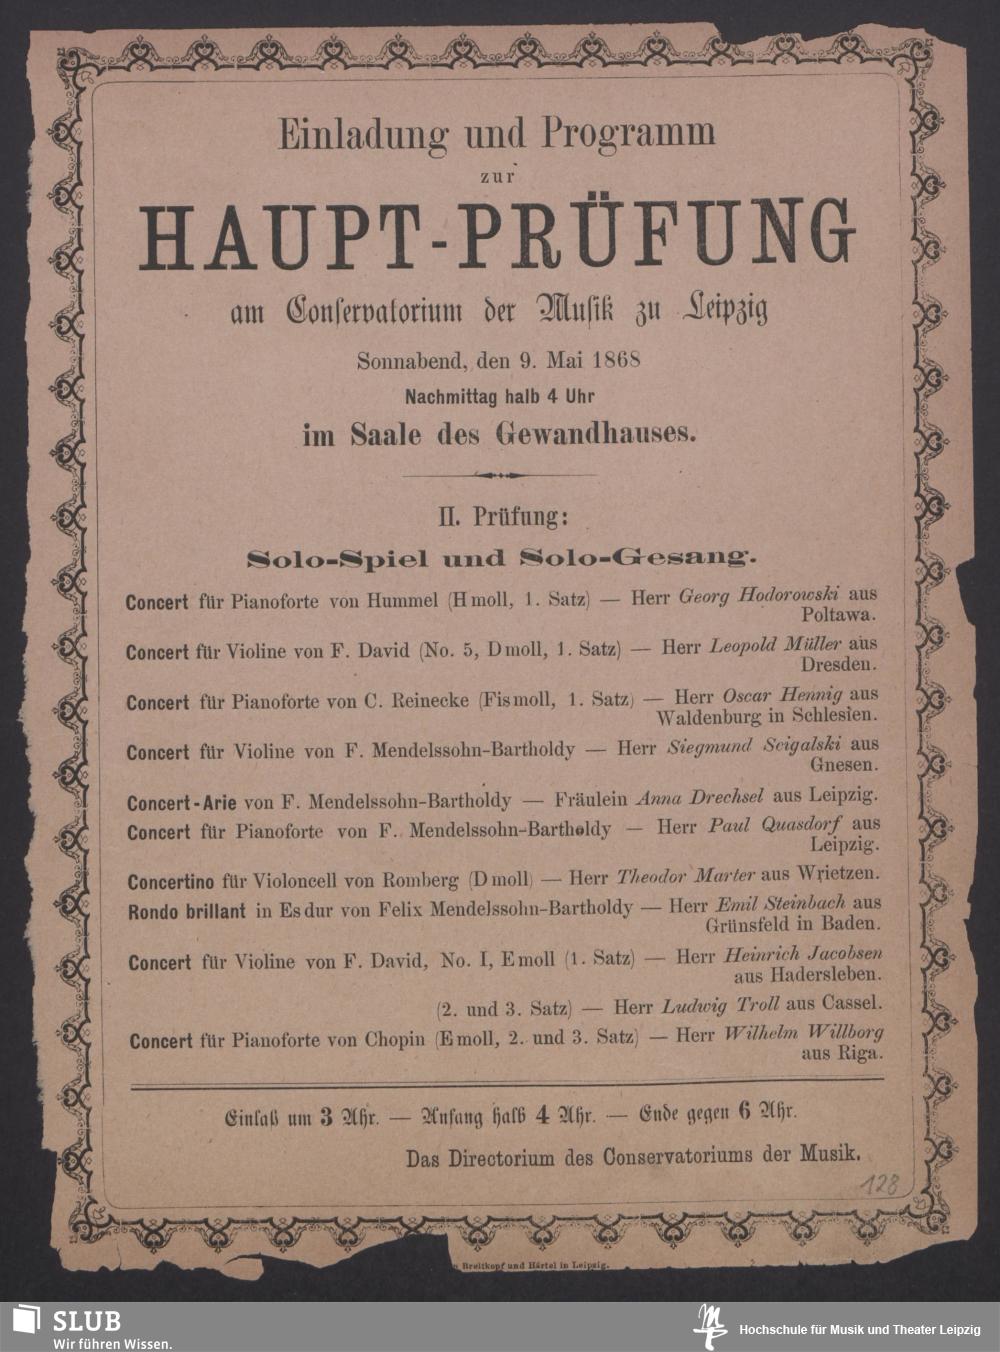 Einladung und Programm
zur
HAUPT-PRÜFUNG
am Conservatorium der Musik zu Leipzig
Sonnabend, den 9. Mai 1868
Nachmittag halb 4 Uhr
im Saale des Gewandhauses.
II. Prüfung:
Solo-Spiel und Solo-Gesang.
Concert für Pianoforte von Hummel (H moll, 1. Satz) — Herr Georg Hodorowski aus
Poltawa.
Concert für Violine von F. David (No. 5, D moll, 1. Satz) — Herr Leopold Müller aus
Dresden.
Concert für Pianoforte von C. Reinecke (Fis moll, 1. Satz) — Herr Oscar Hennig aus
Waldenburg in Schlesien.
Concert für Violine von F. Mendelssohn-Bartholdy — Herr Siegmund Scigalski aus
Gnesen.
Concert-Arie von F. Mendelssohn-Bartholdy — Fräulein Anna Drechsel aus Leipzig.
Concert für Pianoforte von F. Mendelssohn-Bartholdy — Herr Paul Quasdorf aus
Leipzig.
Concertino für Violoncell von Romberg (D moll) — Herr Theodor Marter aus Wrietzen.
Rondo brillant in Es dur von Felix Mendelssohn-Bartholdy — Herr Emil Steinbach aus
Grünsfeld in Baden.
Concert für Violine von F. David, No. I, E moll (1. Satz) — Herr Heinrich Jacobsen
aus Hadersleben.
(2. und 3. Satz) — Herr Ludwig Troll aus Cassel.
Concert für Pianoforte von Chopin (E moll, 2. und 3. Satz) — Herr Wilhelm Willborg
aus Riga.
Einlaß um 3 Uhr. — Anfang halb 4 Uhr. — Ende gegen 6 Uhr.
Das Directorium des Conservatoriums der Musik.
128
Breitkopf und Härtel in Leipzig.
SLUB
Wir führen Wissen.
Hochschule für Musik und Theater Leipzig